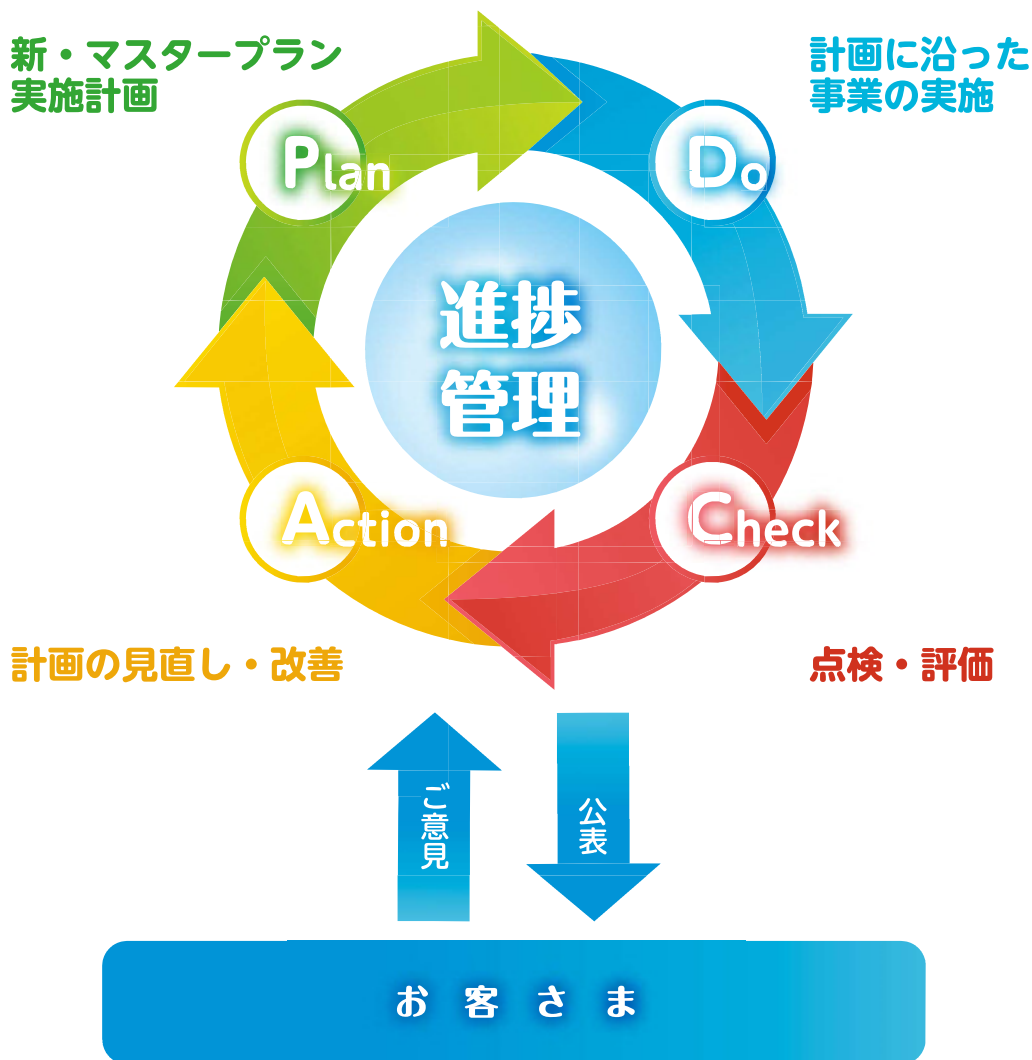 新・マスタープラン
実施計画
計画に沿った
事業の実施
Plan
Do
進捗
管理
Action
Check
計画の見直し・改善
点検・評価
ご意見
公表
お客さま